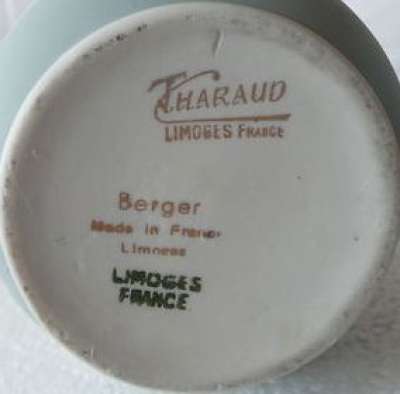 THARAUD
LIMOGES FRANCE
Berger
Made in France
Limoges
LIMOGES
FRANCE